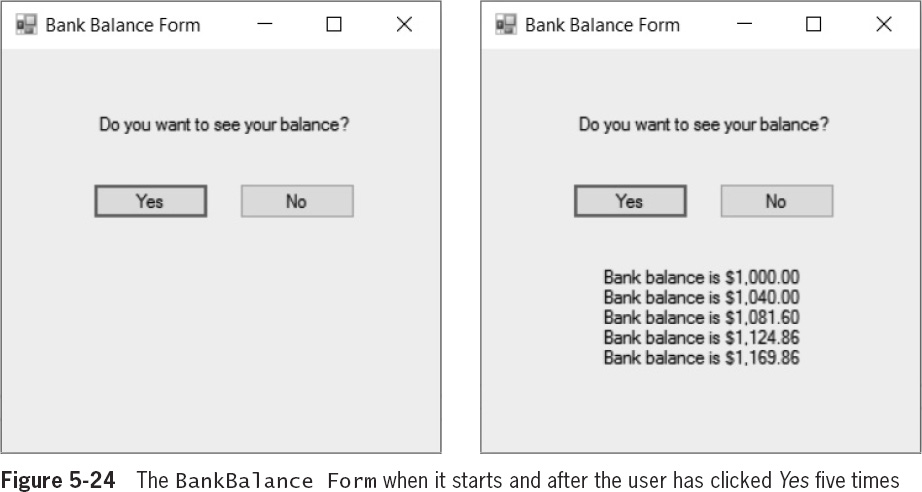 Bank Balance Form
Do you want to see your balance?
Yes No
Bank Balance Form
Do you want to see your balance?
Yes No
Bank balance is $1,000.00
Bank balance is $1,040.00
Bank balance is $1,081.60
Bank balance is $1,124.86
Bank balance is $1,169.86
Figure 5-24 The BankBalance Form when it starts and after the user has clicked Yes five times